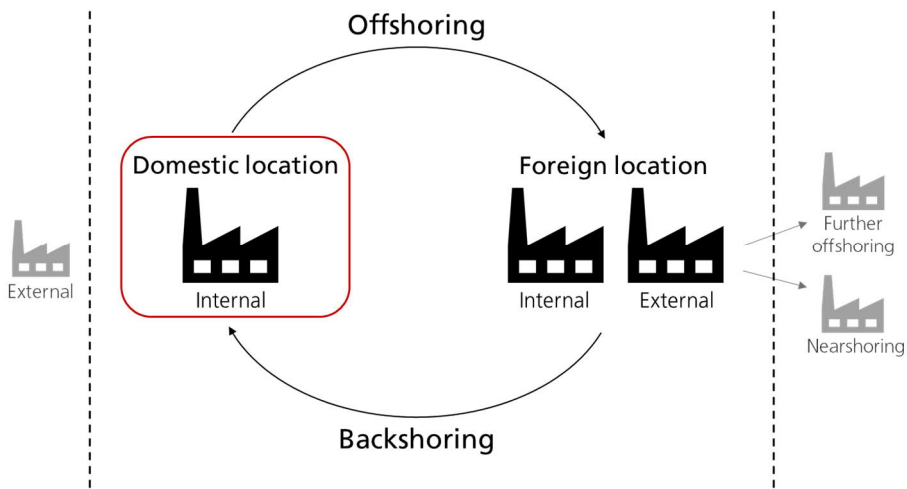 Offshoring
Domestic location
Foreign location
Internal
Internal
External
External
Further
offshoring
Nearshoring
Backshoring